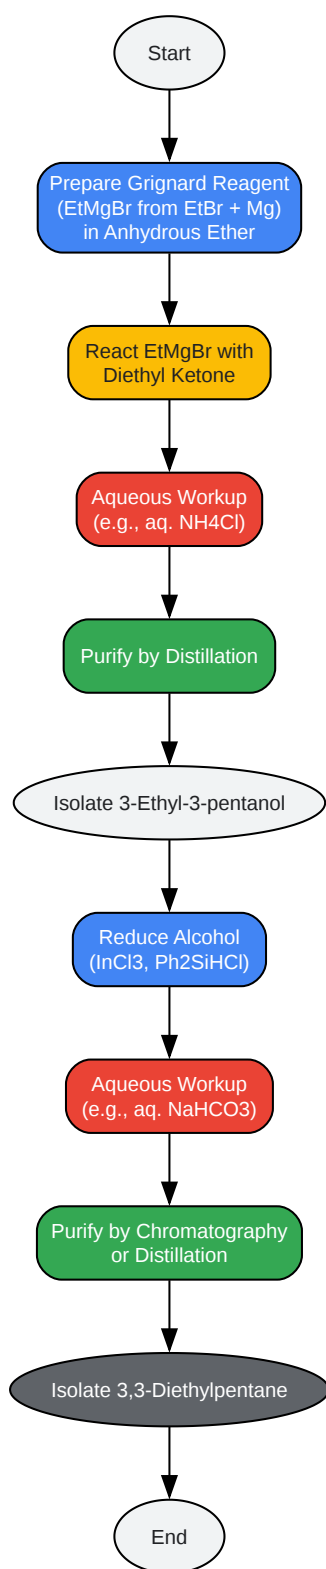 Start
Prepare Grignard Reagent
(EtMgBr from EtBr + Mg)
in Anhydrous Ether
React EtMgBr with
Diethyl Ketone
Aqueous Workup
(e.g., aq. NH4Cl)
Purify by Distillation
Isolate 3-Ethyl-3-pentanol
Reduce Alcohol
(InCl3, Ph2SiHCl)
Aqueous Workup
(e.g., aq. NaHCO3)
Purify by Chromatography
or Distillation
Isolate 3,3-Diethylpentane
End